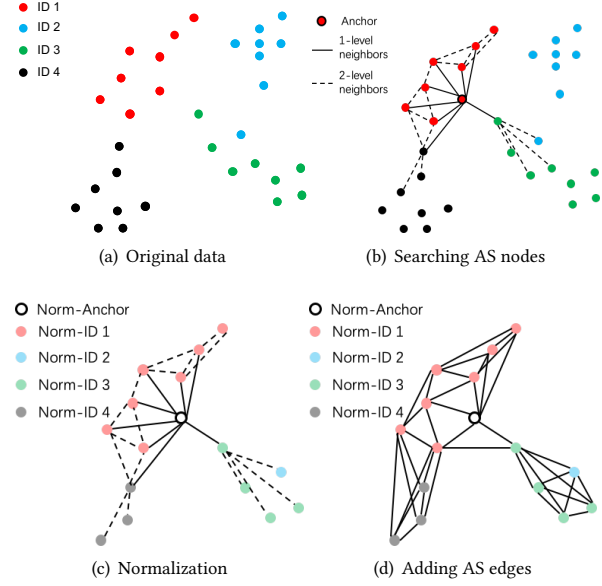 ID 1
ID 2
ID 3
ID 4
(a) Original data
Anchor
1-level
neighbors
2-level
neighbors
(b) Searching AS nodes
Norm-Anchor
Norm-ID 1
Norm-ID 2
Norm-ID 3
Norm-ID 4
(c) Normalization
Norm-Anchor
Norm-ID 1
Norm-ID 2
Norm-ID 3
Norm-ID 4
(d) Adding AS edges